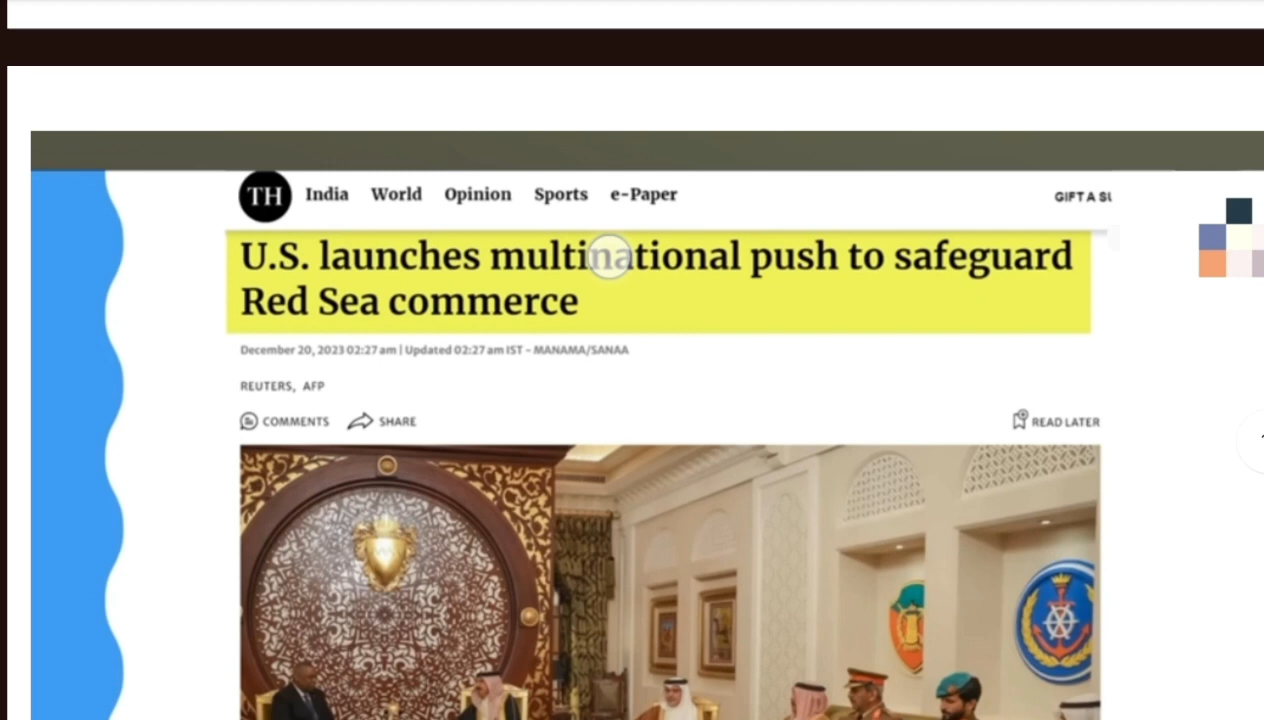 TH India World Opinion Sports e-Paper GIFT A
U.S. launches multinational push to safeguard
Red Sea commerce
December 20, 2023 02:27 am | Updated 02:27 am IST - MANAMA/SANAA
REUTERS, AFP
COMMENTS SHARE READ LATER